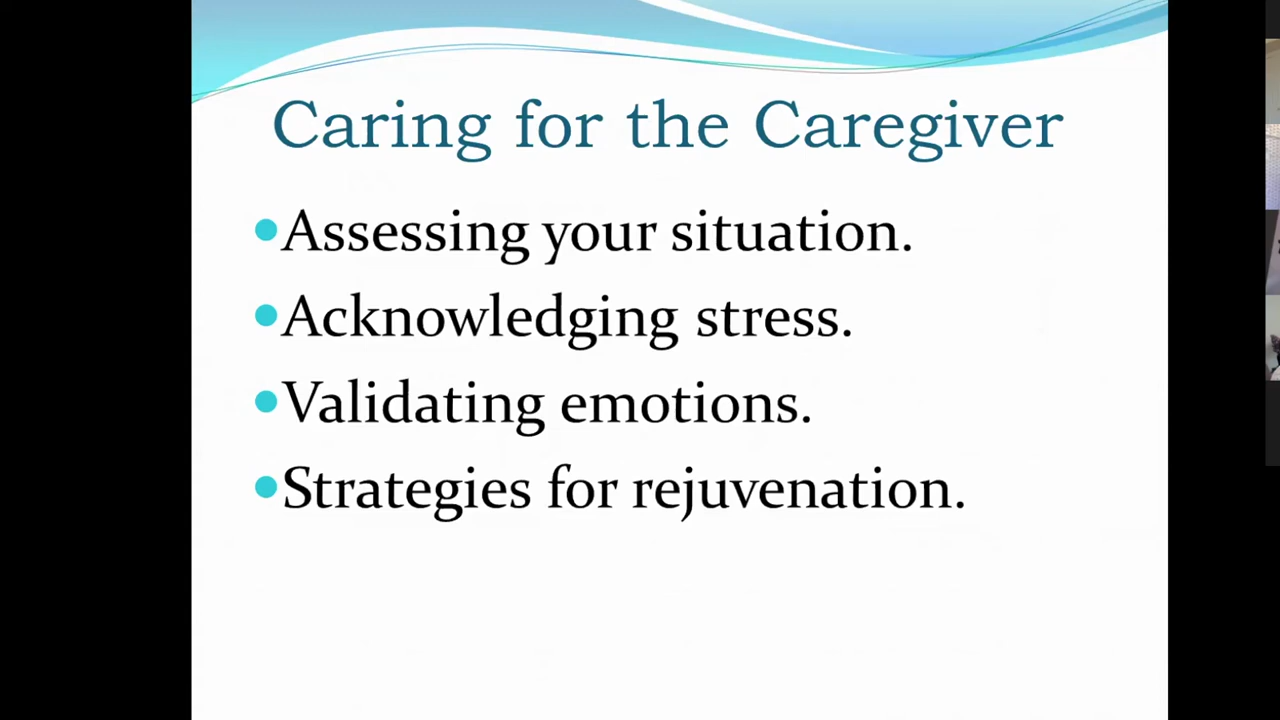 Caring for the Caregiver
•Assessing your situation.
•Acknowledging stress.
•Validating emotions.
•Strategies for rejuvenation.